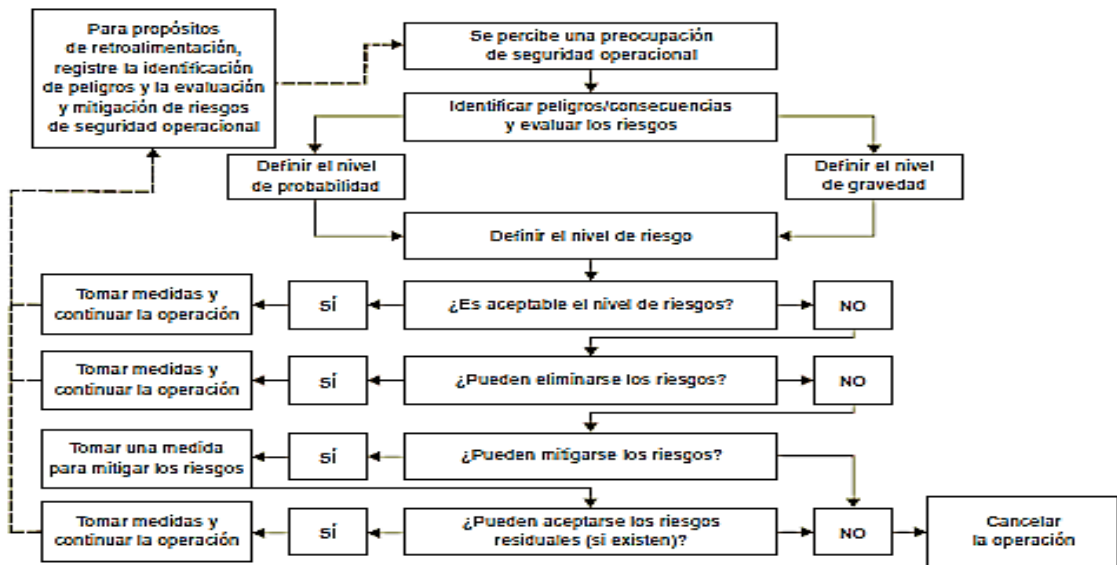 Para propósitos
de retroalimentación,
registre la identificación
de peligros y la evaluación
y mitigación de riesgos
de seguridad operacional
Se percibe una preocupación
de seguridad operacional
Identificar peligros/consecuencias
y evaluar los riesgos
Definir el nivel
de probabilidad
Definir el nivel
de gravedad
Definir el nivel de riesgo
Tomar medidas y
continuar la operación
SÍ
¿Es aceptable el nivel de riesgos?
NO
Tomar medidas y
continuar la operación
SÍ
¿Pueden eliminarse los riesgos?
NO
Tomar una medida
para mitigar los riesgos
SÍ
¿Pueden mitigarse los riesgos?
Tomar medidas y
continuar la operación
SÍ
¿Pueden aceptarse los riesgos
residuales (si existen)?
NO
Cancelar
la operación